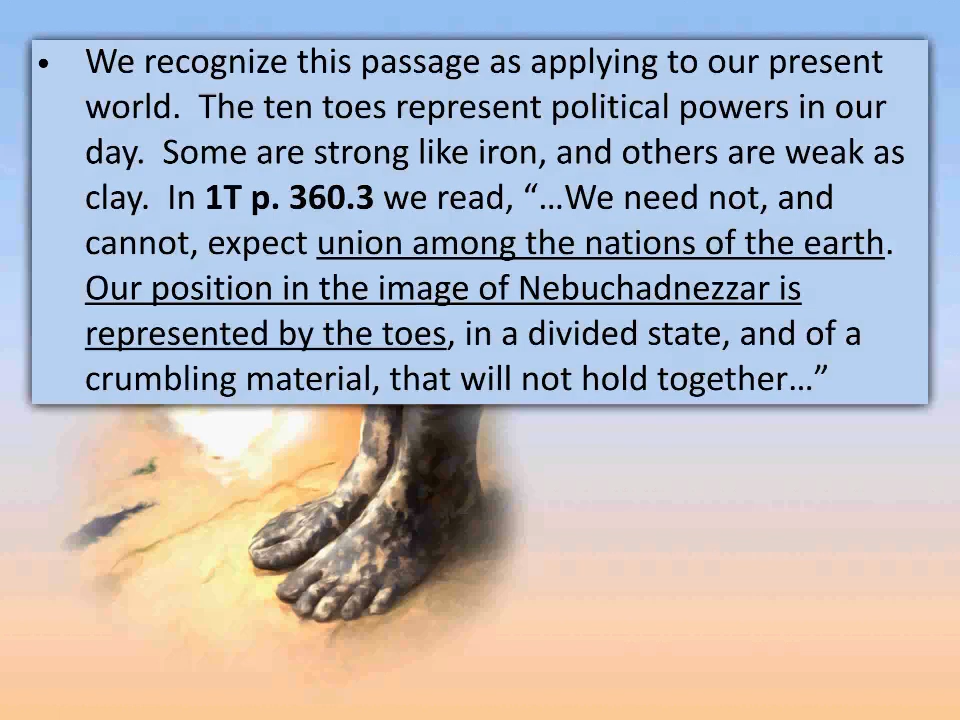 • We recognize this passage as applying to our present
world.  The ten toes represent political powers in our
day.  Some are strong like iron, and others are weak as
clay.  In 1T p. 360.3 we read, “…We need not, and
cannot, expect union among the nations of the earth.
Our position in the image of Nebuchadnezzar is
represented by the toes, in a divided state, and of a
crumbling material, that will not hold together…”